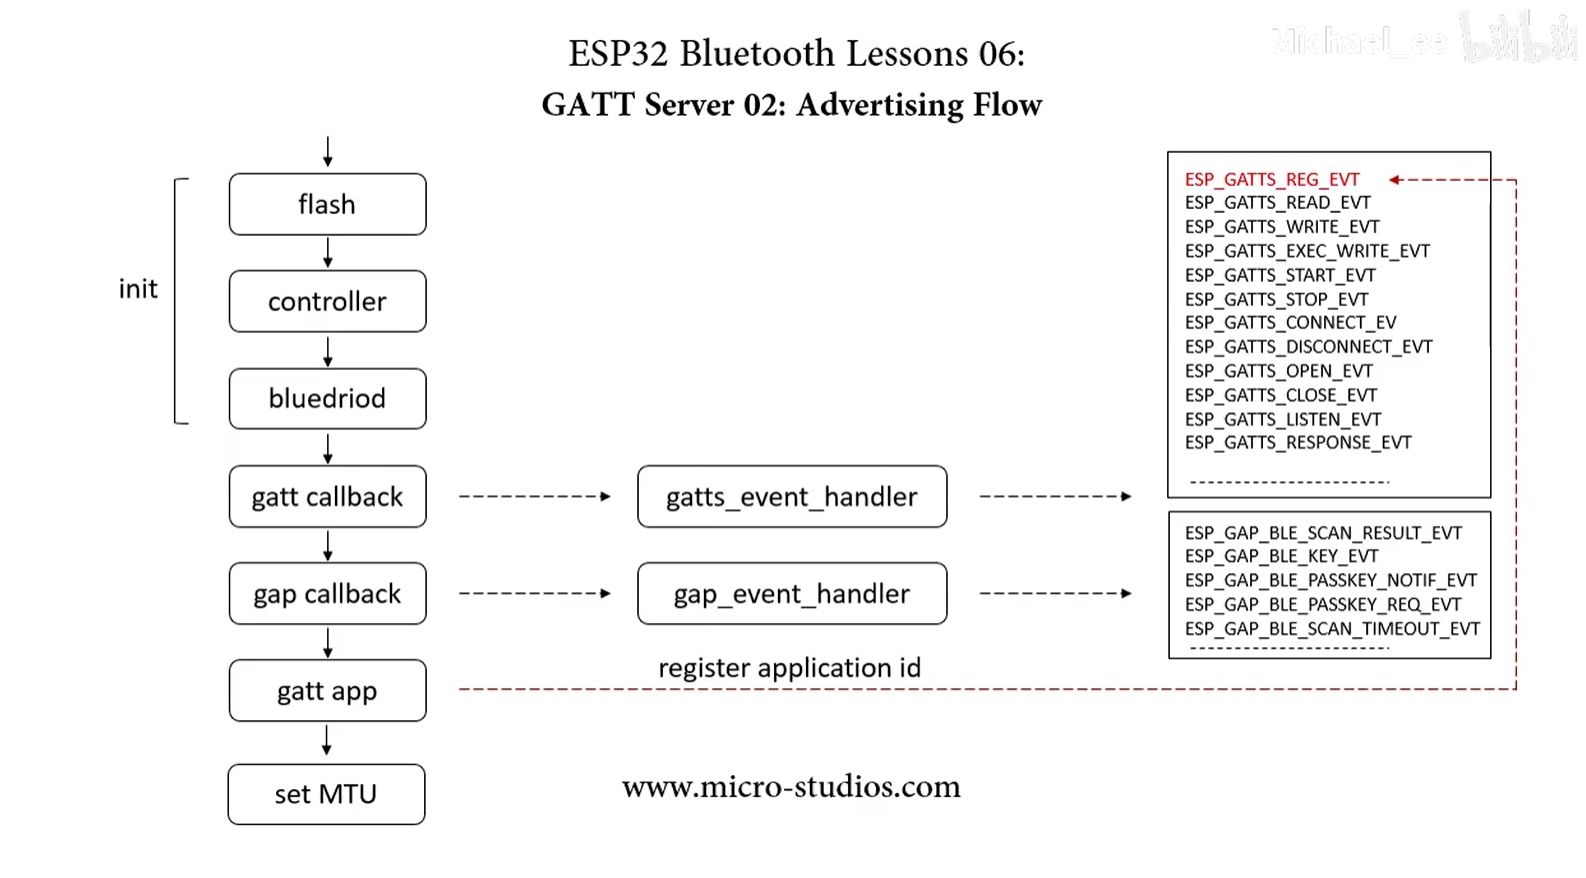 Michael_ee bilibili
ESP32 Bluetooth Lessons 06:
GATT Server 02: Advertising Flow
init
flash
controller
bluedriod
gatt callback
gap callback
gatt app
set MTU
gatts_event_handler
gap_event_handler
register application id
www.micro-studios.com
ESP_GATTS_REG_EVT
ESP_GATTS_READ_EVT
ESP_GATTS_WRITE_EVT
ESP_GATTS_EXEC_WRITE_EVT
ESP_GATTS_START_EVT
ESP_GATTS_STOP_EVT
ESP_GATTS_CONNECT_EV
ESP_GATTS_DISCONNECT_EVT
ESP_GATTS_OPEN_EVT
ESP_GATTS_CLOSE_EVT
ESP_GATTS_LISTEN_EVT
ESP_GATTS_RESPONSE_EVT
ESP_GAP_BLE_SCAN_RESULT_EVT
ESP_GAP_BLE_KEY_EVT
ESP_GAP_BLE_PASSKEY_NOTIF_EVT
ESP_GAP_BLE_PASSKEY_REQ_EVT
ESP_GAP_BLE_SCAN_TIMEOUT_EVT